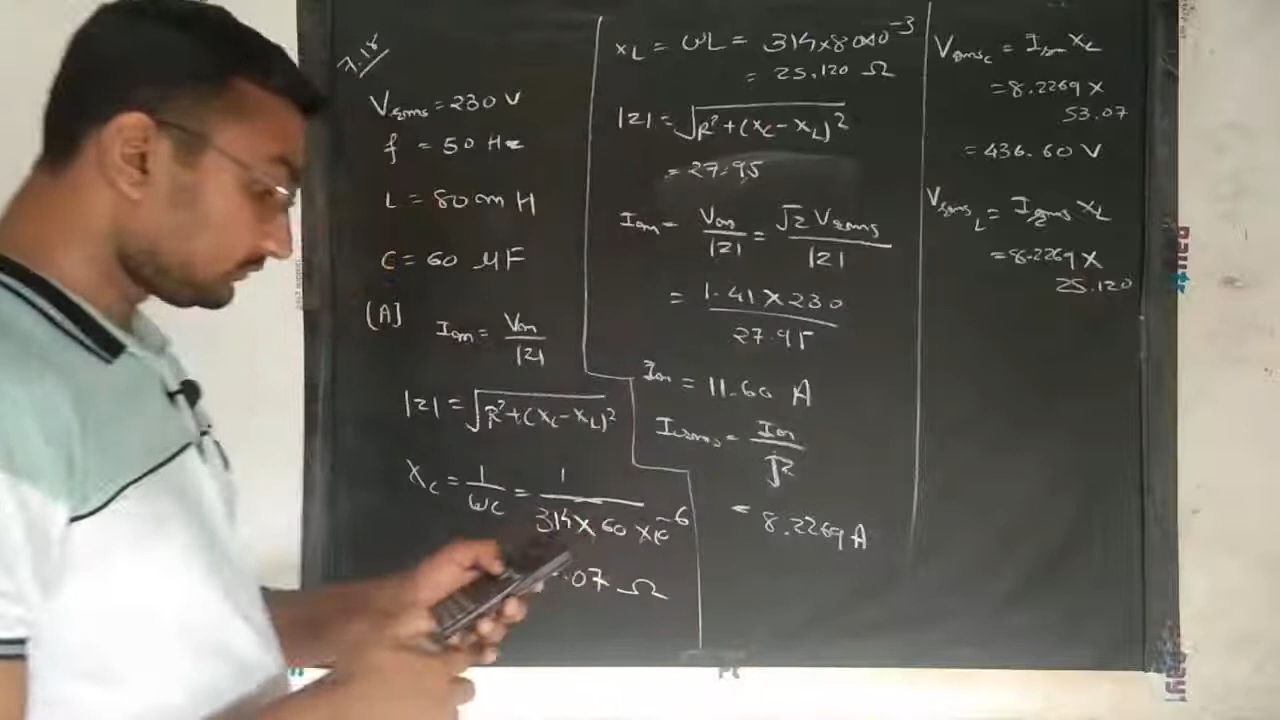 7.18
Vrms = 230 V
f = 50 Hz
L = 80 m H
C = 60 μF
(A) Im = Vm / |Z|
|Z| = √R² + (Xc - XL)²
Xc = 1 / ωc = 1 / 314 × 60 × 10⁻⁶
.07 Ω
XL = ωL = 314 × 80×10⁻³
= 25.120 Ω
|Z| = √R² + (Xc - XL)²
= 27.95
Im = Vm / |Z| = √2 Vrms / |Z|
= 1.41 × 230 / 27.95
Im = 11.60 A
Irms = Im / √2
= 8.2269 A
Vrmsc = Irm XL
= 8.2269 ×
53.07
= 436.60 V
VrmsL = Irms XL
= 8.2269 ×
25.120